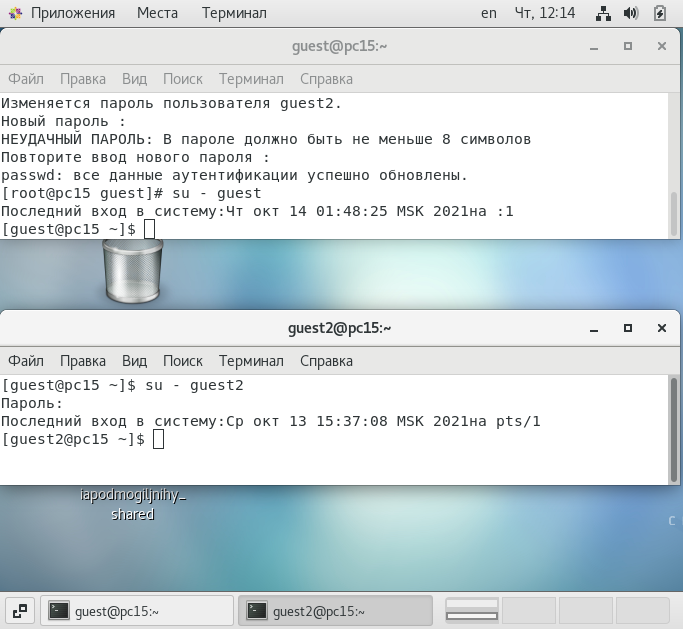 Приложения Места Терминал en Чт, 12:14
guest@pc15:~
Файл Правка Вид Поиск Терминал Справка
Изменяется пароль пользователя guest2.
Новый пароль :
НЕУДАЧНЫЙ ПАРОЛЬ: В пароле должно быть не меньше 8 символов
Повторите ввод нового пароля :
passwd: все данные аутентификации успешно обновлены.
[root@pc15 guest]# su - guest
Последний вход в систему:Чт окт 14 01:48:25 MSK 2021на :1
[guest@pc15 ~]$
guest2@pc15:~
Файл Правка Вид Поиск Терминал Справка
[guest@pc15 ~]$ su - guest2
Пароль:
Последний вход в систему:Ср окт 13 15:37:08 MSK 2021на pts/1
[guest2@pc15 ~]$
iapodmogiljnihy_
shared
C
guest@pc15:~ guest2@pc15:~